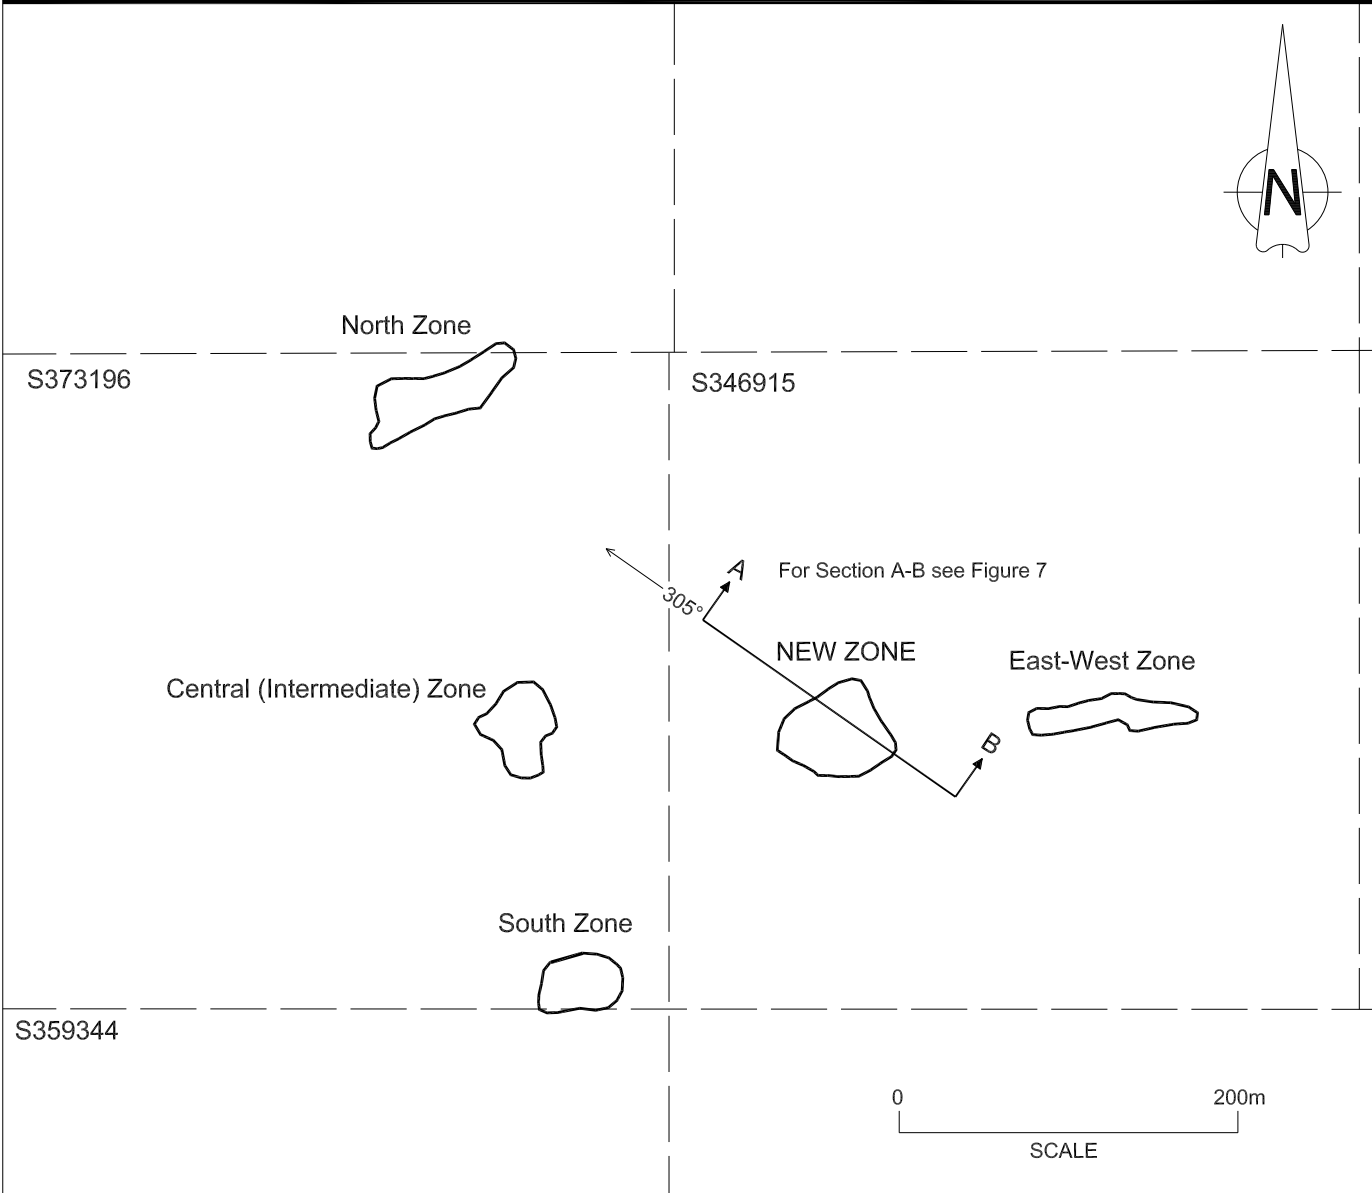 N
North Zone
S373196
S346915
A
For Section A-B see Figure 7
305°
NEW ZONE
East-West Zone
Central (Intermediate) Zone
B
South Zone
S359344
0 200m
SCALE